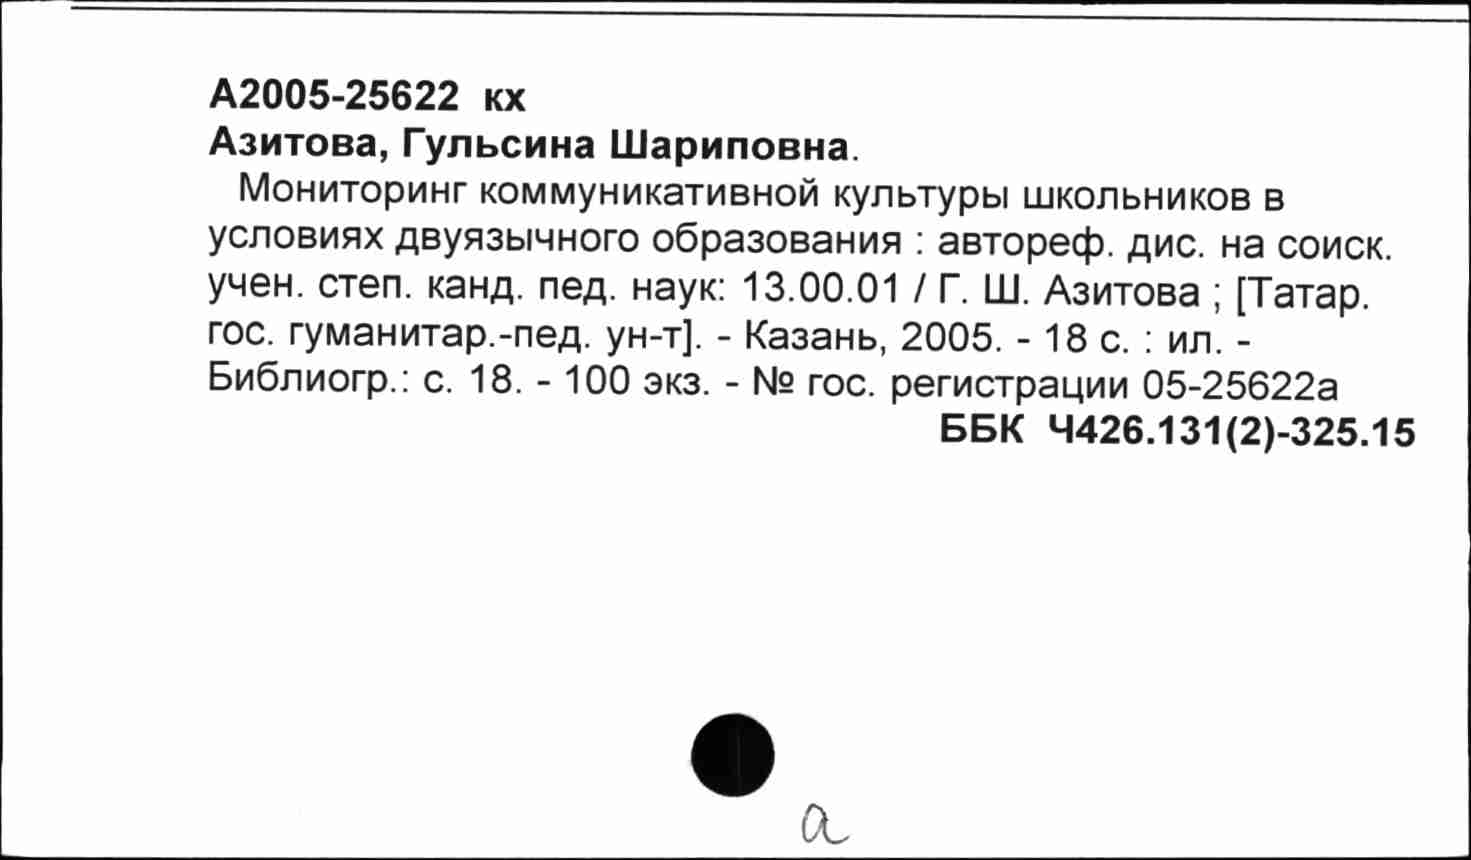 А2005-25622 кх
Азитова, Гульсина Шариповна.
Мониторинг коммуникативной культуры школьников в
условиях двуязычного образования : автореф. дис. на соиск.
учен. степ. канд. пед. наук: 13.00.01 / Г. Ш. Азитова ; [Татар.
гос. гуманитар.-пед. ун-т]. - Казань, 2005. - 18 с. : ил. -
Библиогр.: с. 18. - 100 экз. - № гос. регистрации 05-25622а
ББК Ч426.131(2)-325.15
а